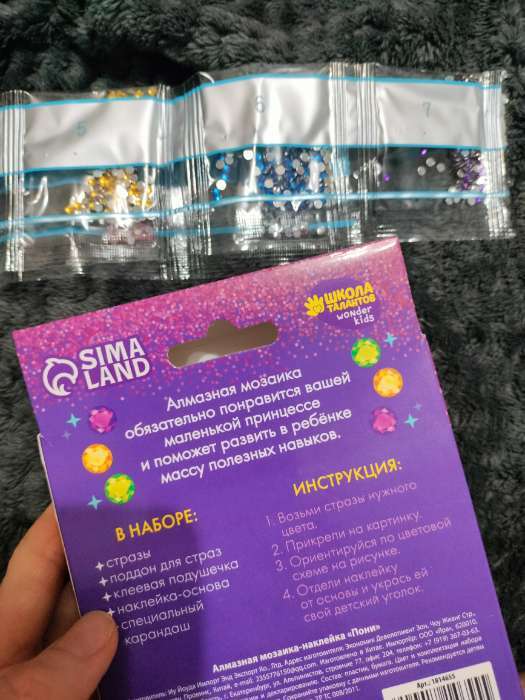 5
6
7
SIMA
LAND
ШКОЛА
ТАЛАНТОВ
wonder
kids
Алмазная мозаика
обязательно понравится вашей
маленькой принцессе
и поможет развить в ребёнке
массу полезных навыков.
В НАБОРЕ:
стразы
поддон для страз
клеевая подушечка
наклейка-основа
специальный
карандаш
ИНСТРУКЦИЯ:
1. Возьми стразы нужного
цвета.
2. Прикрепи на картинку.
3. Ориентируйся по цветовой
схеме на рисунке.
4. Отдели наклейку
от основы и укрась ей
свой детский уголок.
Алмазная мозаика-наклейка «Пони»
Арт.: 1814655